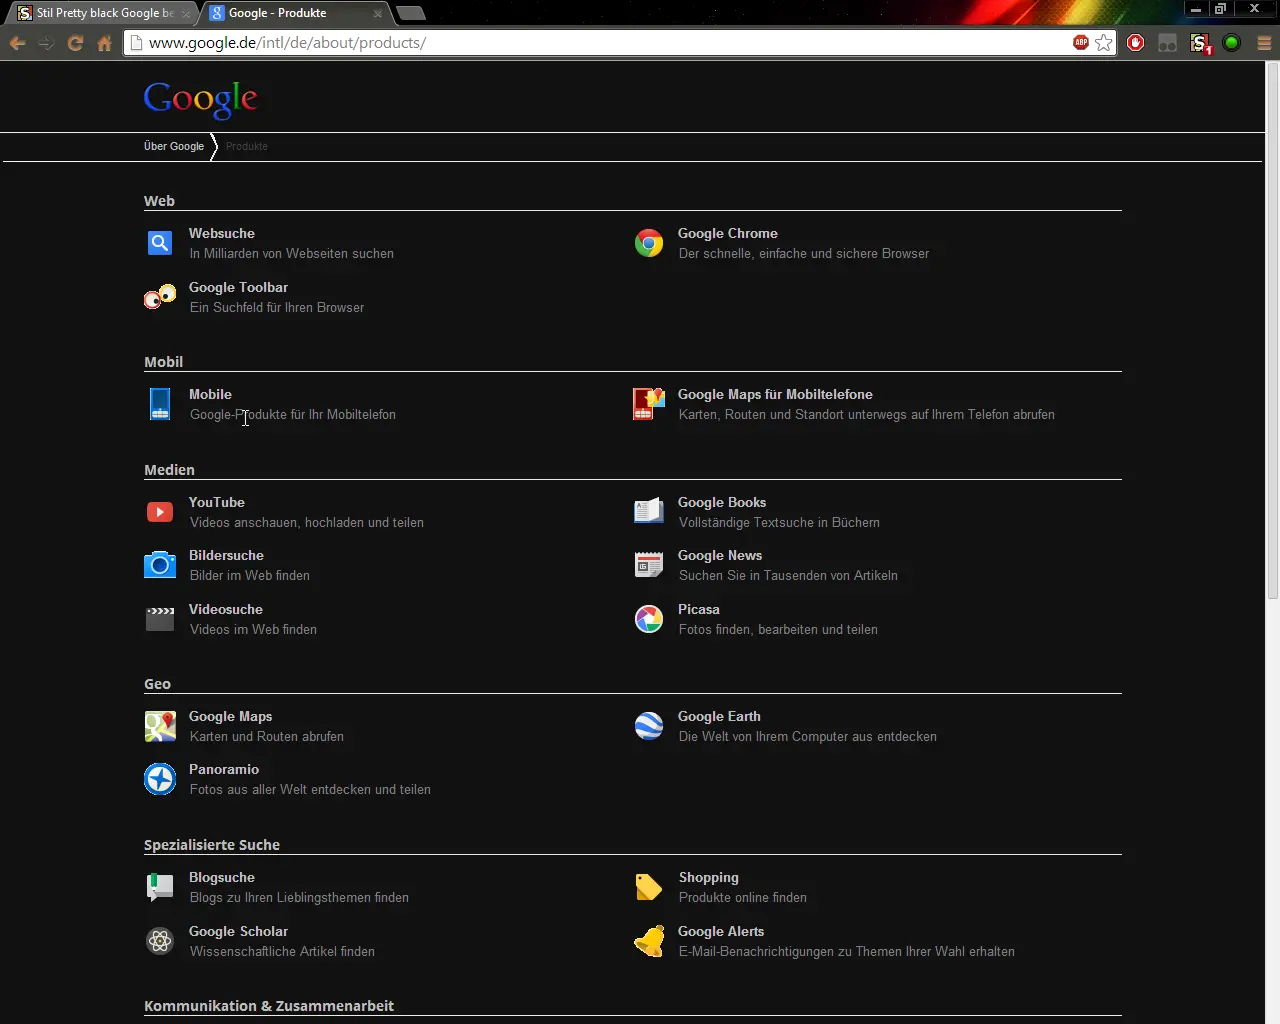 Stil Pretty black Google be
Google - Produkte
www.google.de/intl/de/about/products/
ABP
1
Google
Über Google
Produkte
Web
Websuche
In Milliarden von Webseiten suchen
Google Chrome
Der schnelle, einfache und sichere Browser
Google Toolbar
Ein Suchfeld für Ihren Browser
Mobil
Mobile
Google-Produkte für Ihr Mobiltelefon
Google Maps für Mobiltelefone
Karten, Routen und Standort unterwegs auf Ihrem Telefon abrufen
Medien
YouTube
Videos anschauen, hochladen und teilen
Google Books
Vollständige Textsuche in Büchern
Bildersuche
Bilder im Web finden
Google News
Suchen Sie in Tausenden von Artikeln
Videosuche
Videos im Web finden
Picasa
Fotos finden, bearbeiten und teilen
Geo
Google Maps
Karten und Routen abrufen
Google Earth
Die Welt von Ihrem Computer aus entdecken
Panoramio
Fotos aus aller Welt entdecken und teilen
Spezialisierte Suche
Blogsuche
Blogs zu Ihren Lieblingsthemen finden
Shopping
Produkte online finden
Google Scholar
Wissenschaftliche Artikel finden
Google Alerts
E-Mail-Benachrichtigungen zu Themen Ihrer Wahl erhalten
Kommunikation & Zusammenarbeit